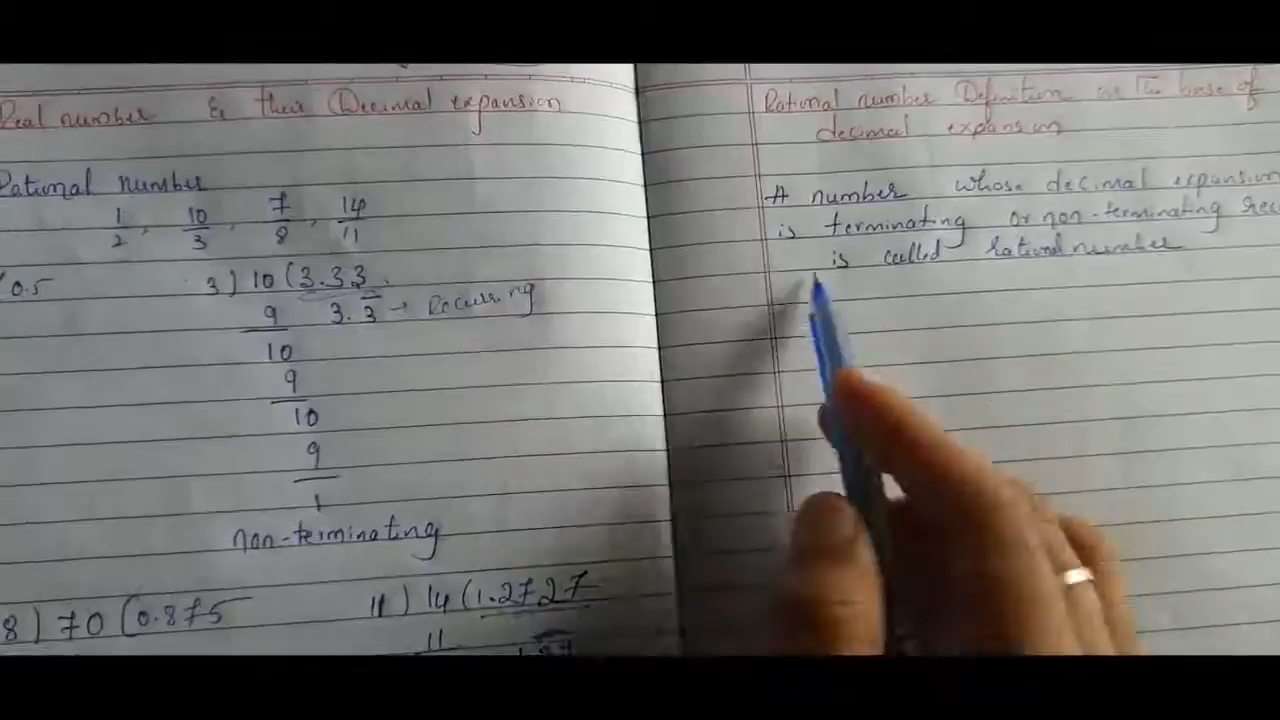 Real number & their Decimal expansion
Rational number
1/2, 10/3, 7/8, 14/11
0.5
3) 10 (3.33
9
3.3̅ → Recurring
10
9
10
9
1
non-terminating
8) 70 (0.875
11) 14 (1.2727
11
Rational number Definition on the base of
decimal expansion
A number whose decimal expansion
is terminating or non-terminating rec
is called rational number